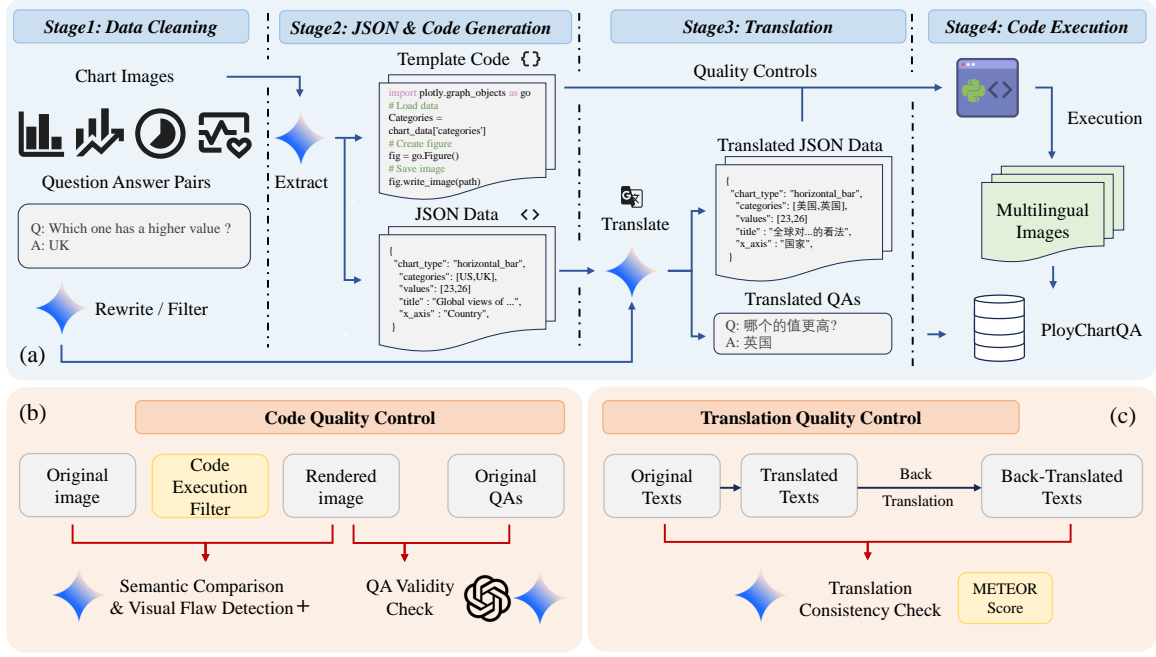 Stage1: Data Cleaning
Stage2: JSON & Code Generation
Stage3: Translation
Stage4: Code Execution
Chart Images
Question Answer Pairs
Q: Which one has a higher value ?
A: UK
Rewrite / Filter
(a)
Extract
Template Code {}
import plotly.graph_objects as go
# Load data
Categories =
chart_data['categories']
# Create figure
fig = go.Figure()
# Save image
fig.write_image(path)
JSON Data <>
{
"chart_type": "horizontal_bar",
"categories": [US,UK],
"values": [23,26]
"title" : "Global views of ...",
"x_axis" : "Country",
}
Translate
Quality Controls
Translated JSON Data
{
"chart_type": "horizontal_bar",
"categories": [美国,英国],
"values": [23,26]
"title" : "全球对...的看法",
"x_axis" : "国家",
}
Translated QAs
Q: 哪个的值更高?
A: 英国
Execution
Multilingual
Images
PloyChartQA
(b)
Code Quality Control
Original
image
Code
Execution
Filter
Rendered
image
Original
QAs
Semantic Comparison
& Visual Flaw Detection +
QA Validity
Check
Translation Quality Control
(c)
Original
Texts
Translated
Texts
Back
Translation
Back-Translated
Texts
Translation
Consistency Check
METEOR
Score